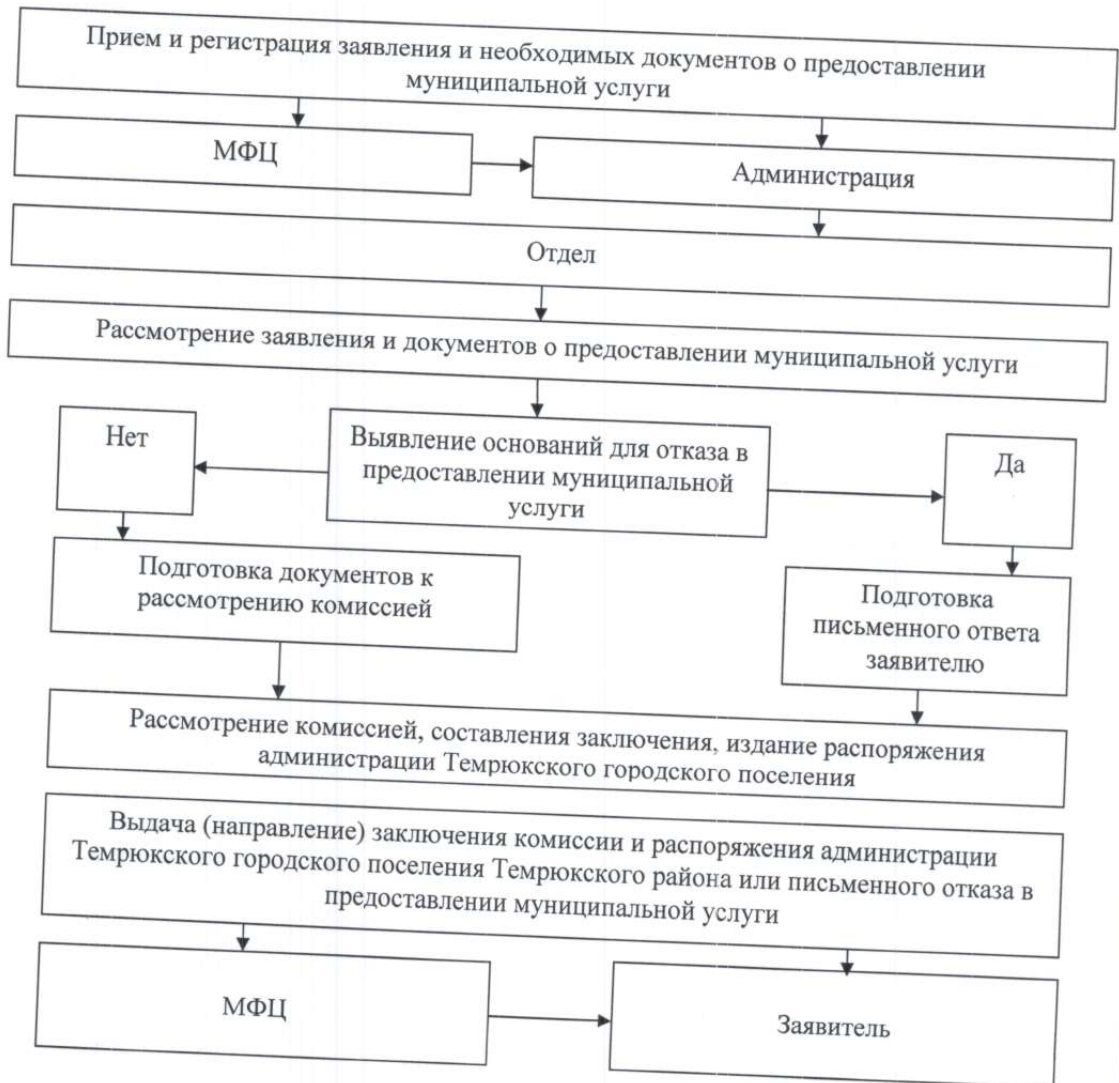 Прием и регистрация заявления и необходимых документов о предоставлении
муниципальной услуги
МФЦ
Администрация
Отдел
Рассмотрение заявления и документов о предоставлении муниципальной услуги
Нет
Выявление оснований для отказа в
предоставлении муниципальной
услуги
Да
Подготовка документов к
рассмотрению комиссией
Подготовка
письменного ответа
заявителю
Рассмотрение комиссией, составления заключения, издание распоряжения
администрации Темрюкского городского поселения
Выдача (направление) заключения комиссии и распоряжения администрации
Темрюкского городского поселения Темрюкского района или письменного отказа в
предоставлении муниципальной услуги
МФЦ
Заявитель